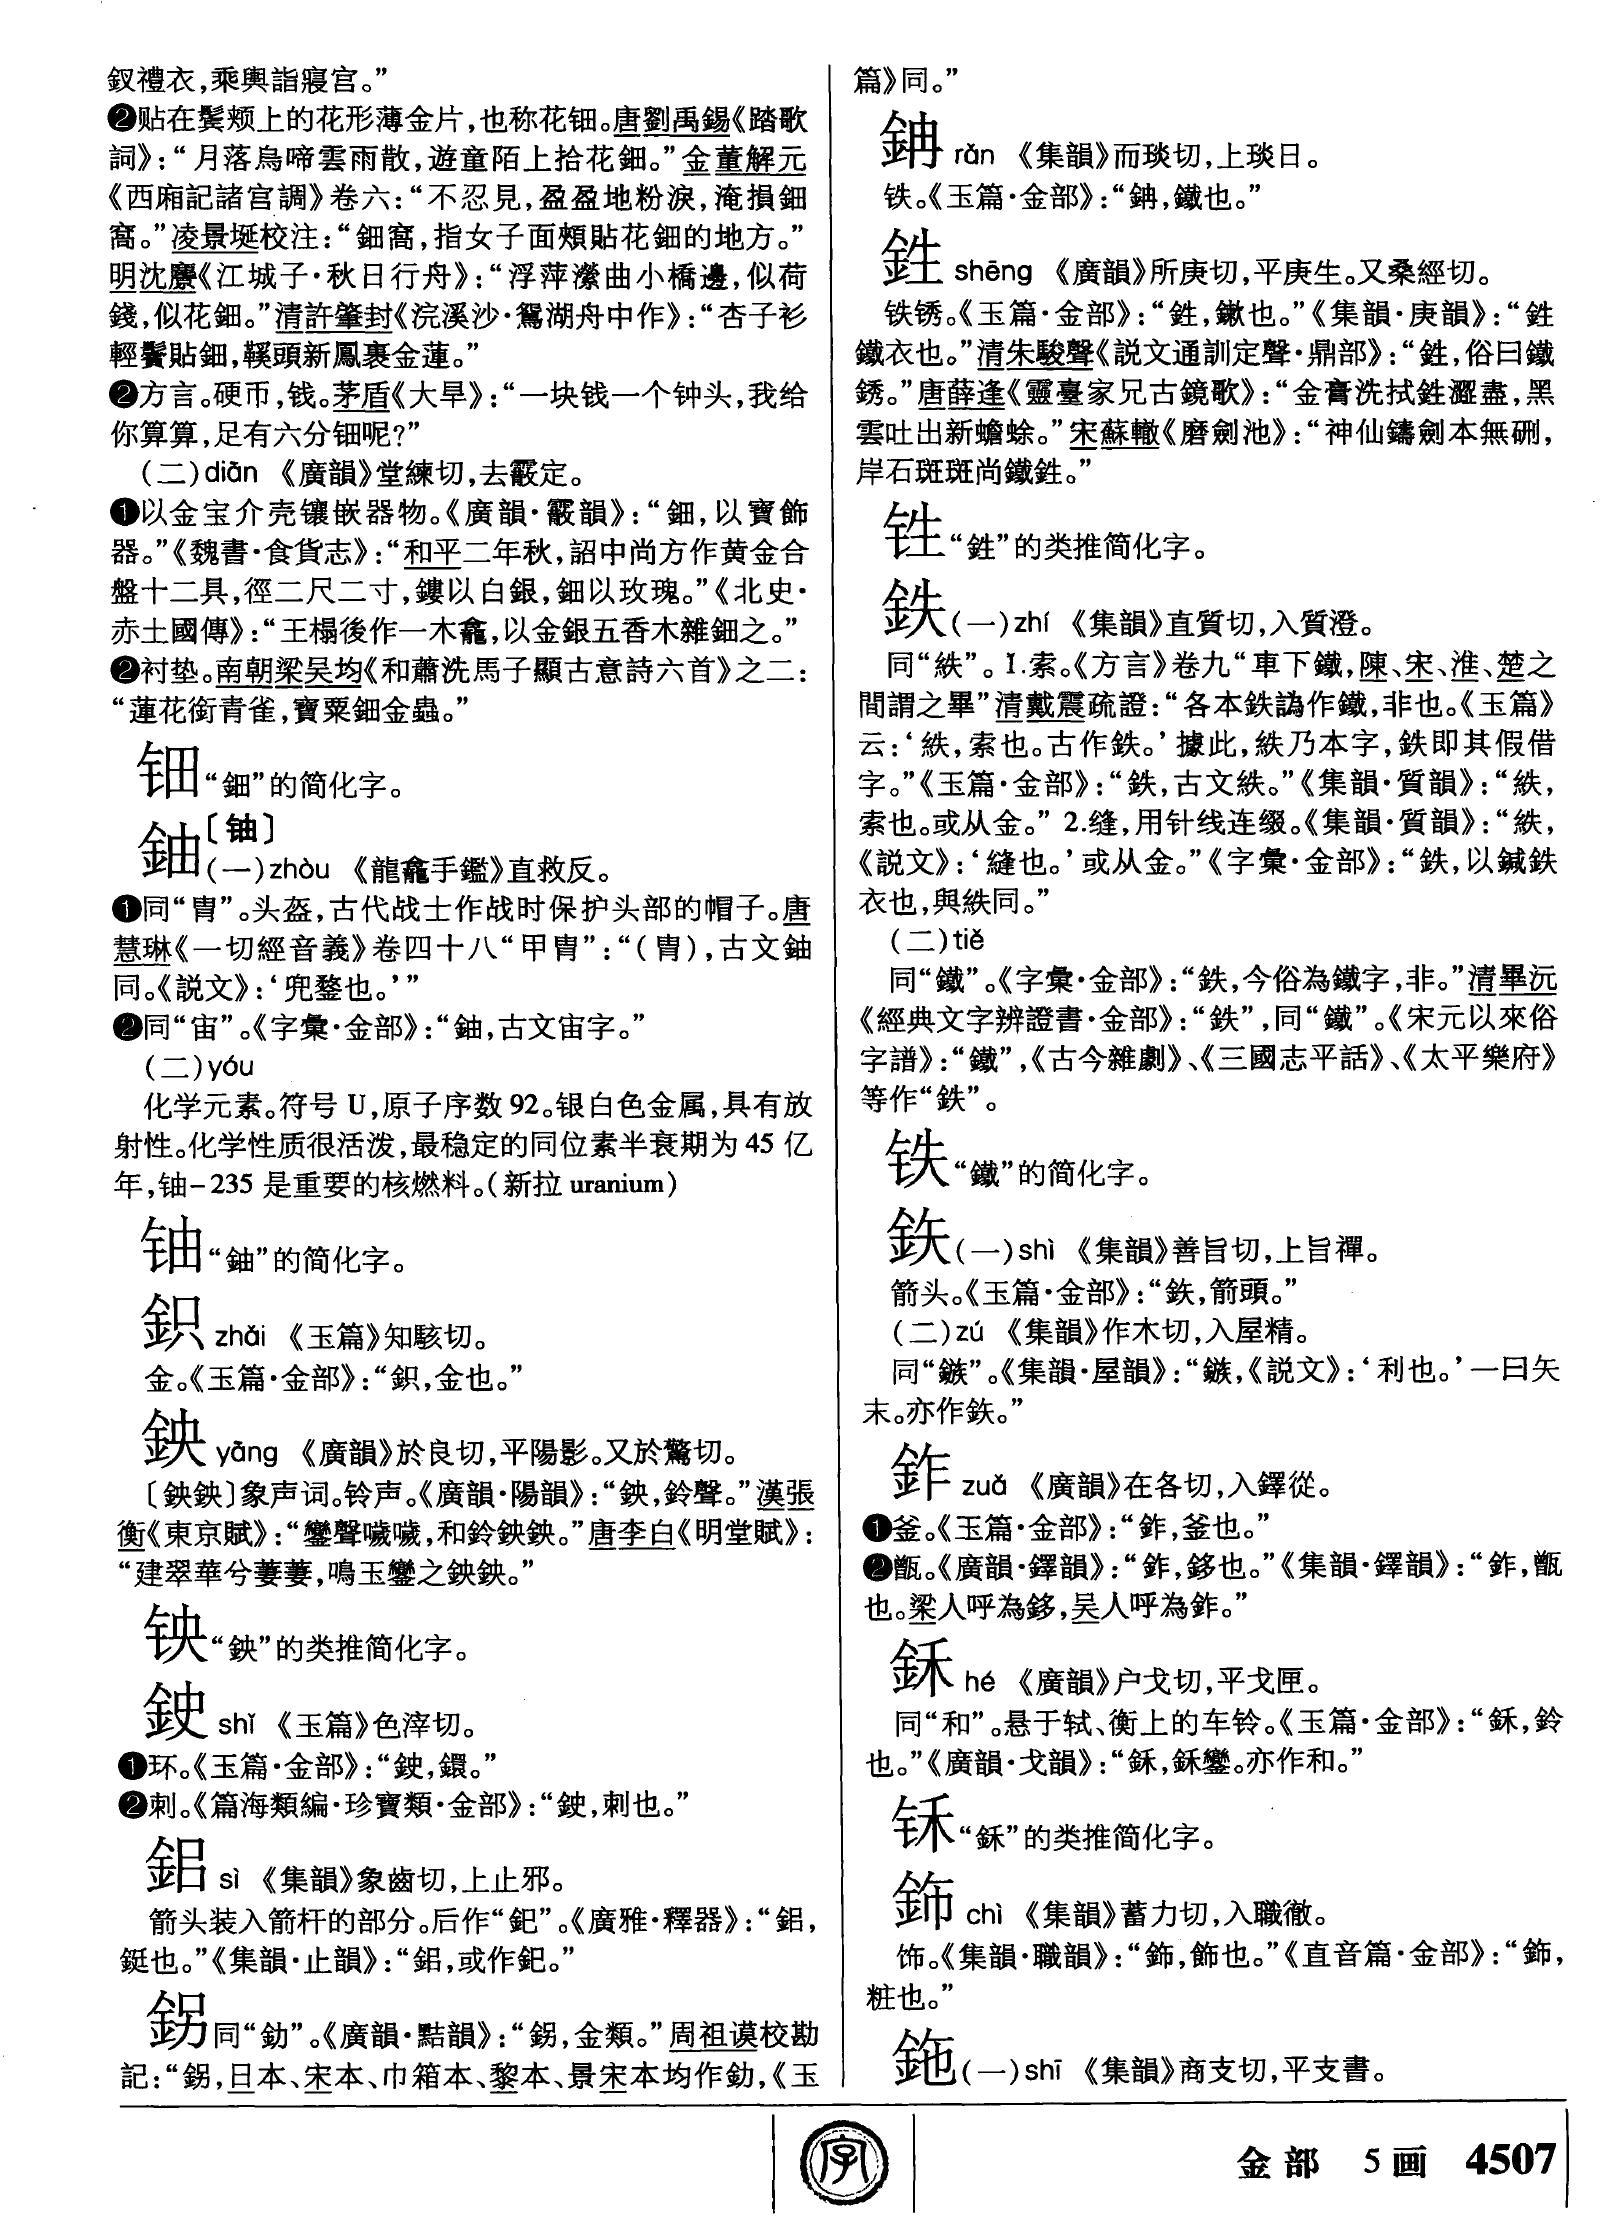 釵禮衣,乘輿詣寢宫。”
❷贴在鬓颊上的花形薄金片,也称花钿。唐劉禹錫《踏歌
詞》:“月落烏啼雲雨散,遊童陌上拾花鈿。”金董解元
《西廂記諸宫調》卷六:“不忍見,盈盈地粉淚,淹損鈿
窩。”凌景埏校注:“鈿窩,指女子面頰貼花鈿的地方。”
明沈麖《江城子·秋日行舟》:“浮萍瀠曲小橋邊,似荷
錢,似花鈿。”清許肇封《浣溪沙·鴛湖舟中作》:“杏子衫
輕鬢貼鈿,鞵頭新鳳裹金蓮。”
❷方言。硬币,钱。茅盾《大旱》:“一块钱一个钟头,我给
你算算,足有六分钿呢?”
(二)diàn 《廣韻》堂練切,去霰定。
❶以金宝介壳镶嵌器物。《廣韻·霰韻》:“鈿,以寶飾
器。”《魏書·食貨志》:“和平二年秋,詔中尚方作黄金合
盤十二具,徑二尺二寸,鏤以白銀,鈿以玫瑰。”《北史·
赤土國傳》:“王榻後作一木龕,以金銀五香木雜鈿之。”
❷衬垫。南朝梁吴均《和蕭洗馬子顯古意詩六首》之二:
“蓮花銜青雀,寶粟鈿金蟲。”
钿“鈿”的简化字。
鈾〔铀〕
(一)zhòu 《龍龕手鑑》直救反。
❶同“冑”。头盔,古代战士作战时保护头部的帽子。唐
慧琳《一切經音義》卷四十八“甲冑”:“(冑),古文鈾
同。《説文》:‘兜鍪也。’”
❷同“宙”。《字彙·金部》:“鈾,古文宙字。”
(二)yóu
化学元素。符号 U,原子序数 92。银白色金属,具有放
射性。化学性质很活泼,最稳定的同位素半衰期为 45 亿
年,铀-235 是重要的核燃料。(新拉 uranium)
铀“鈾”的简化字。
鉙 zhǎi 《玉篇》知駭切。
金。《玉篇·金部》:“鉙,金也。”
鉠 yāng 《廣韻》於良切,平陽影。又於驚切。
〔鉠鉠〕象声词。铃声。《廣韻·陽韻》:“鉠,鈴聲。”漢張
衡《東京賦》:“鑾聲噦噦,和鈴鉠鉠。”唐李白《明堂賦》:
“建翠華兮萋萋,鳴玉鑾之鉠鉠。”
𫓭“鉠”的类推简化字。
鉂 shǐ 《玉篇》色滓切。
❶环。《玉篇·金部》:“鉂,鐶。”
❷刺。《篇海類編·珍寶類·金部》:“鉂,刺也。”
鉊 sì 《集韻》象齒切,上止邪。
箭头装入箭杆的部分。后作“鈀”。《廣雅·釋器》:“鋁,
鋌也。”《集韻·止韻》:“鋁,或作鈀。”
鎅同“釛”。《廣韻·黠韻》:“釛,金類。”周祖谟校勘
記:“釛,日本、宋本、巾箱本、黎本、景宋本均作釛,《玉
篇》同。”
䤡 rǎn 《集韻》而琰切,上琰日。
铁。《玉篇·金部》:“䤡,鐵也。”
鉎 shēng 《廣韻》所庚切,平庚生。又桑經切。
铁锈。《玉篇·金部》:“鉎,鏉也。”《集韻·庚韻》:“鉎
鐵衣也。”清朱駿聲《説文通訓定聲·鼎部》:“鉎,俗曰鐵
銹。”唐薛逢《靈臺家兄古鏡歌》:“金膏洗拭鉎澀盡,黑
雲吐出新蟾蜍。”宋蘇轍《磨劍池》:“神仙鑄劍本無硎,
岸石斑斑尚鐵鉎。”
𫟲“鉎”的类推简化字。
鉄(一)zhí 《集韻》直質切,入質澄。
同“紩”。1.索。《方言》卷九“車下鐵,陳、宋、淮、楚之
間謂之畢”清戴震疏證:“各本鉄譌作鐵,非也。《玉篇》
云:‘紩,索也。古作鉄。’據此,紩乃本字,鉄即其假借
字。”《玉篇·金部》:“鉄,古文紩。”《集韻·質韻》:“紩,
索也。或从金。” 2.缝,用针线连缀。《集韻·質韻》:“紩,
《説文》:‘縫也。’或从金。”《字彙·金部》:“鉄,以鍼鉄
衣也,與紩同。”
(二)tiě
同“鐵”。《字彙·金部》:“鉄,今俗為鐵字,非。”清畢沅
《經典文字辨證書·金部》:“鉄”,同“鐵”。《宋元以來俗
字譜》:“鐵”,《古今雜劇》、《三國志平話》、《太平樂府》
等作“鉄”。
铁“鐵”的简化字。
鉃(一)shì 《集韻》善旨切,上旨禪。
箭头。《玉篇·金部》:“鉃,箭頭。”
(二)zú 《集韻》作木切,入屋精。
同“鏃”。《集韻·屋韻》:“鏃,《説文》:‘利也。’一曰矢
末。亦作鉃。”
鈼 zuó 《廣韻》在各切,入鐸從。
❶釜。《玉篇·金部》:“鈼,釜也。”
❷甑。《廣韻·鐸韻》:“鈼,鉹也。”《集韻·鐸韻》:“鈼,甑
也。梁人呼為鉹,吴人呼為鈼。”
鉌 hé 《廣韻》户戈切,平戈匣。
同“和”。悬于轼、衡上的车铃。《玉篇·金部》:“鉌,鈴
也。”《廣韻·戈韻》:“鉌,鉌鑾。亦作和。”
𫓮“鉌”的类推简化字。
鉓 chì 《集韻》蓄力切,入職徹。
饰。《集韻·職韻》:“鉓,飾也。”《直音篇·金部》:“鉓,
粧也。”
鉇(一)shī 《集韻》商支切,平支書。
字
金部 5画 4507